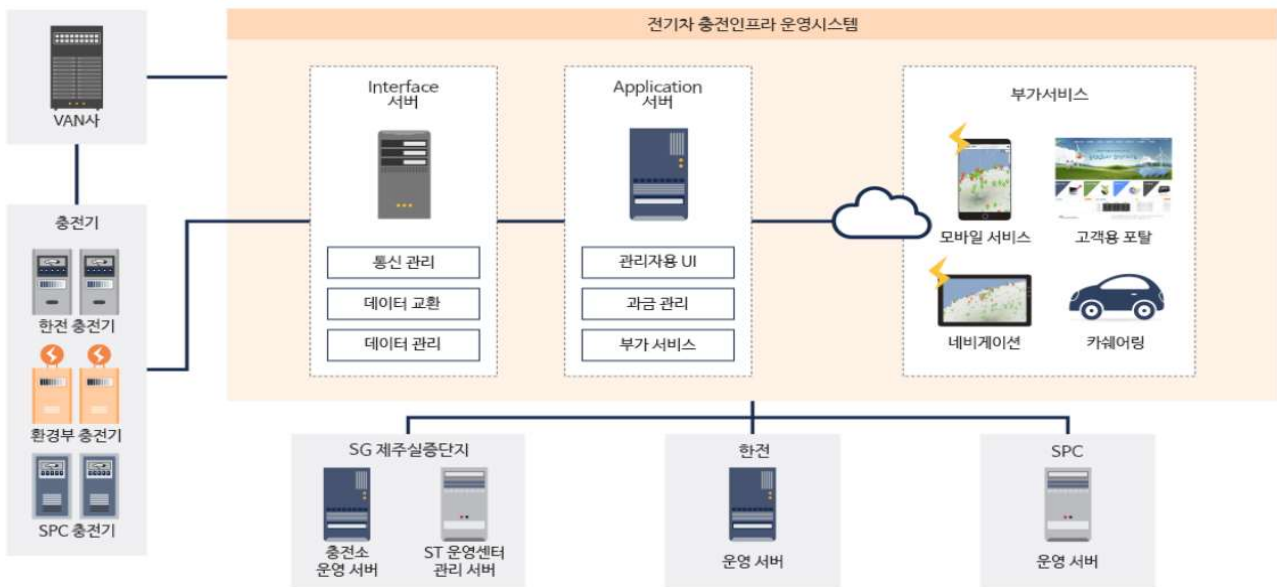 전기차 충전인프라 운영시스템
VAN사
충전기
한전 충전기
환경부 충전기
SPC 충전기
Interface
서버
통신 관리
데이터 교환
데이터 관리
Application
서버
관리자용 UI
과금 관리
부가 서비스
부가서비스
모바일 서비스
고객용 포탈
네비게이션
카쉐어링
SG 제주실증단지
충전소
운영 서버
ST 운영센터
관리 서버
한전
운영 서버
SPC
운영 서버